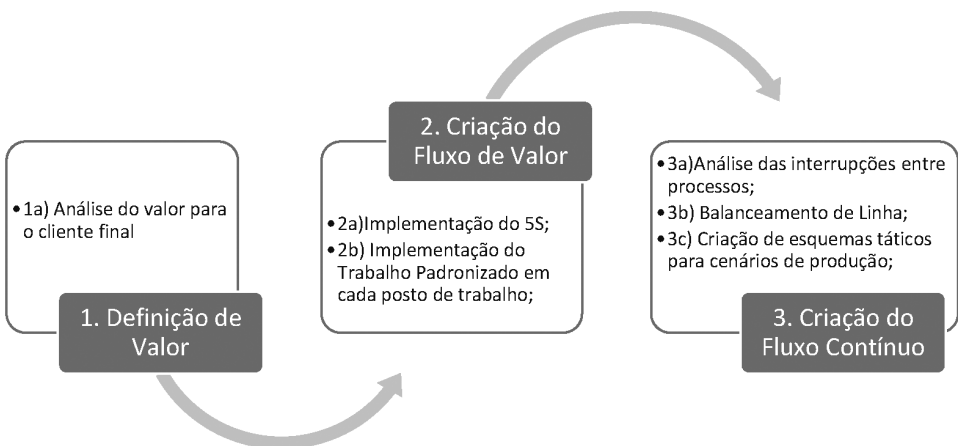 • 1a) Análise do valor para
o cliente final
1. Definição de
Valor
2. Criação do
Fluxo de Valor
• 2a)Implementação do 5S;
• 2b) Implementação do
Trabalho Padronizado em
cada posto de trabalho;
• 3a)Análise das interrupções entre
processos;
• 3b) Balanceamento de Linha;
• 3c) Criação de esquemas táticos
para cenários de produção;
3. Criação do
Fluxo Contínuo